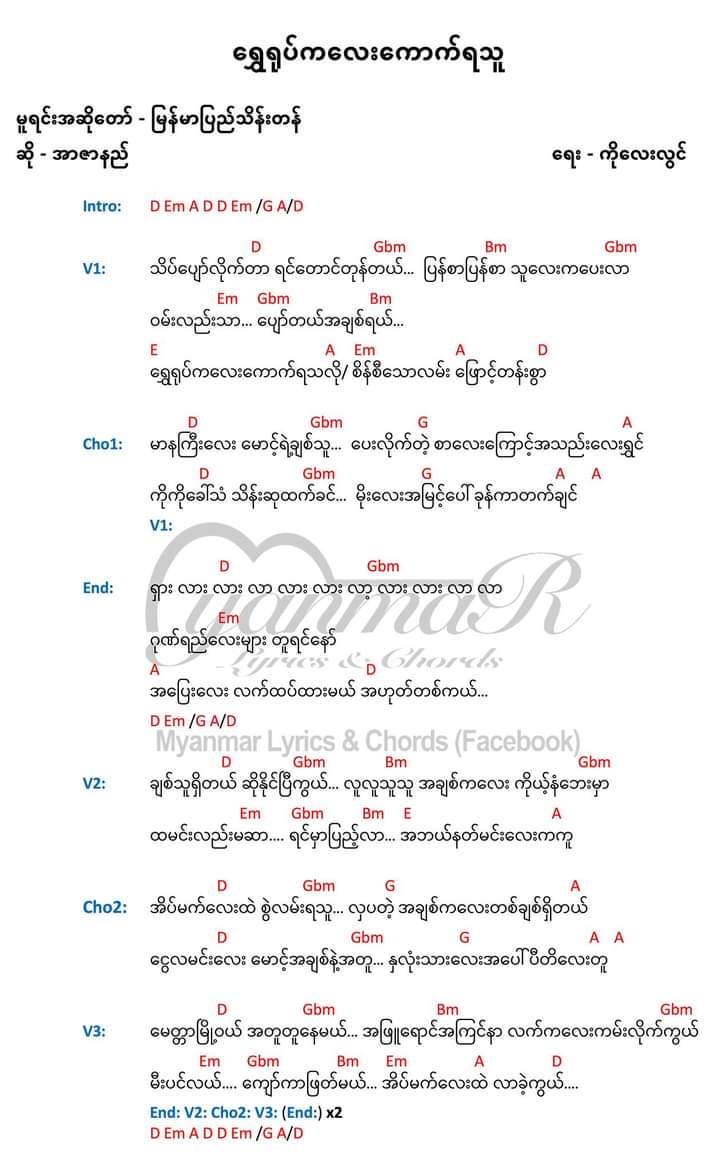 ရွှေရုပ်ကလေးကောက်ရသူ
မူရင်းအဆိုတော် - မြန်မာပြည်သိန်းတန်
ဆို - အာဇာနည်
ရေး - ကိုလေးလွင်
Intro: D Em A D D Em /G A/D
D Gbm Bm Gbm
V1: သိပ်ပျော်လိုက်တာ ရင်တောင်တုန်တယ်... ပြန်စာပြန်စာ သူလေးကပေးလာ
Em Gbm Bm
ဝမ်းလည်းသာ... ပျော်တယ်အချစ်ရယ်...
E A Em A D
ရွှေရုပ်ကလေးကောက်ရသလို/ စိန်စီသောလမ်း ဖြောင့်တန်းစွာ
D Gbm G A
Cho1: မာနကြီးလေး မောင့်ရဲ့ချစ်သူ... ပေးလိုက်တဲ့ စာလေးကြောင့်အသည်းလေးရွှင်
D Gbm G A A
ကိုကိုခေါ်သံ သိန်းဆုထက်ခင်... မိုးလေးအမြင့်ပေါ် ခုန်ကာတက်ချင်
V1:
D Gbm
End: ရှား လား လား လာ လား လား လာ့ လား လား လာ လာ
Em
ဂုဏ်ရည်လေးများ တူရင်နော်
A D
အပြေးလေး လက်ထပ်ထားမယ် အဟုတ်တစ်ကယ်...
D Em /G A/D
MyanmaR
Lyrics & Chords
Myanmar Lyrics & Chords (Facebook)
D Gbm Bm Gbm
V2: ချစ်သူရှိတယ် ဆိုနိုင်ပြီကွယ်... လူလူသူသူ အချစ်ကလေး ကိုယ့်နံဘေးမှာ
Em Gbm Bm E A
ထမင်းလည်းမဆာ.... ရင်မှာပြည့်လာ... အဘယ်နတ်မင်းလေးကကူ
D Gbm G A
Cho2: အိပ်မက်လေးထဲ စွဲလမ်းရသူ... လှပတဲ့ အချစ်ကလေးတစ်ချစ်ရှိတယ်
D Gbm G A A
ငွေလမင်းလေး မောင့်အချစ်နဲ့အတူ... နှလုံးသားလေးအပေါ် ပီတိလေးတူ
D Gbm Bm Gbm
V3: မေတ္တာမြို့ဝယ် အတူတူနေမယ်... အဖြူရောင်အကြင်နာ လက်ကလေးကမ်းလိုက်ကွယ်
Em Gbm Bm Em A D
မီးပင်လယ်.... ကျော်ကာဖြတ်မယ်... အိပ်မက်လေးထဲ လာခဲ့ကွယ်....
End: V2: Cho2: V3: (End:) x2
D Em A D D Em /G A/D